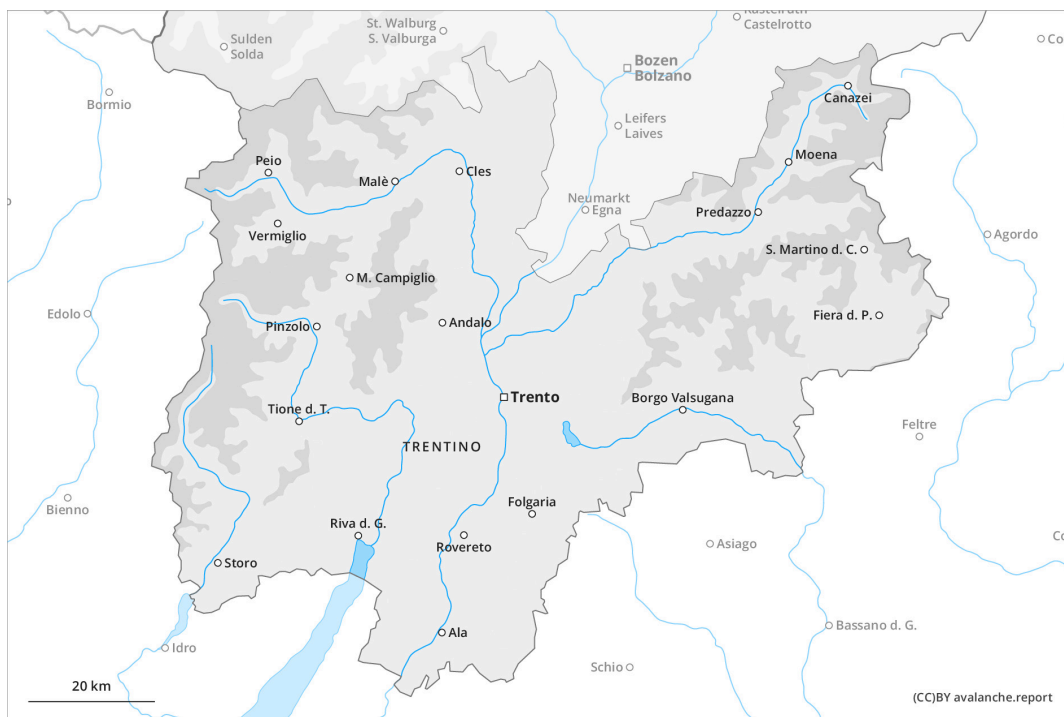 Kastelruth
Castelrotto
St. Walburg
S. Valburga
Sulden
Solda
Co
Bozen
Bolzano
Canazei
Bormio
Leifers
Laives
Moena
Peio
Malè
Cles
Neumarkt
Egna
Predazzo
Vermiglio
Agordo
S. Martino d. C.
M. Campiglio
Edolo
Pinzolo
Andalo
Fiera d. P.
Trento
Borgo Valsugana
Tione d. T.
Feltre
TRENTINO
Bienno
Folgaria
Riva d. G.
Rovereto
Asiago
Co
Storo
Ala
Bassano d. G.
Idro
Schio
20 km
(CC)BY avalanche.report